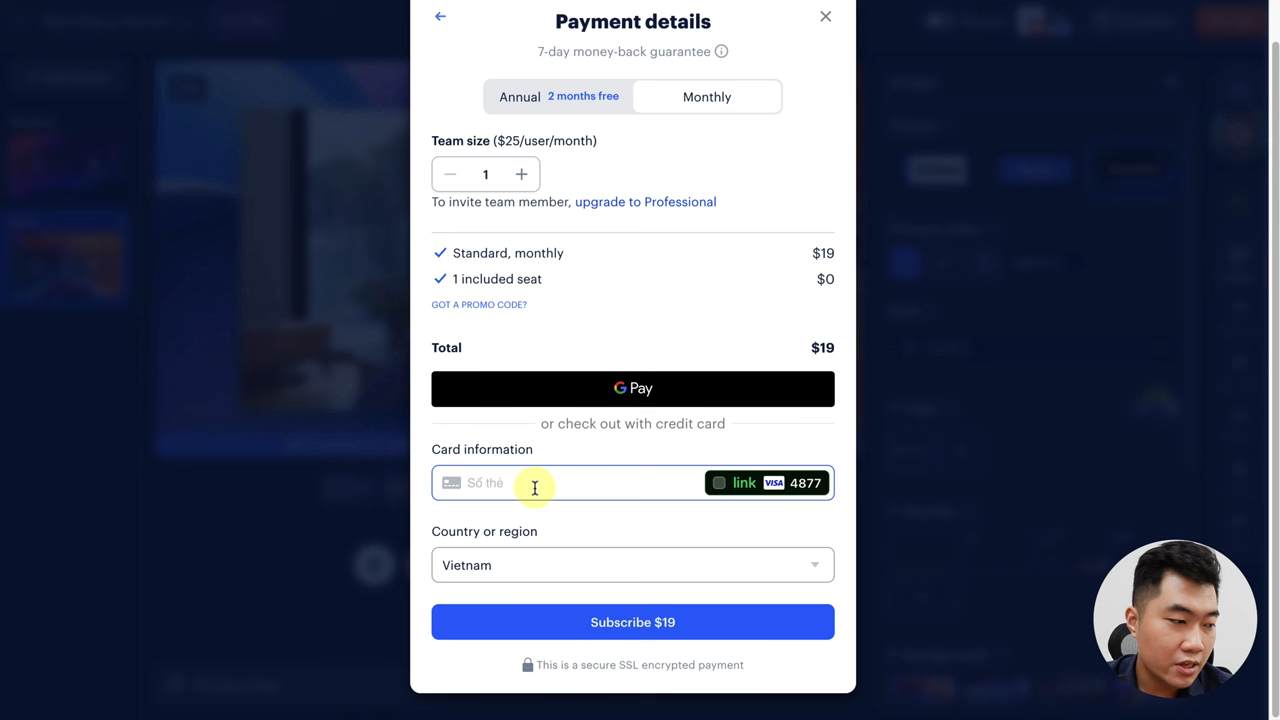 Payment details
7-day money-back guarantee
Annual 2 months free Monthly
Team size ($25/user/month)
1
To invite team member, upgrade to Professional
Standard, monthly $19
1 included seat $0
GOT A PROMO CODE?
Total $19
G Pay
or check out with credit card
Card information
Số thẻ link VISA 4877
Country or region
Vietnam
Subscribe $19
This is a secure SSL encrypted payment